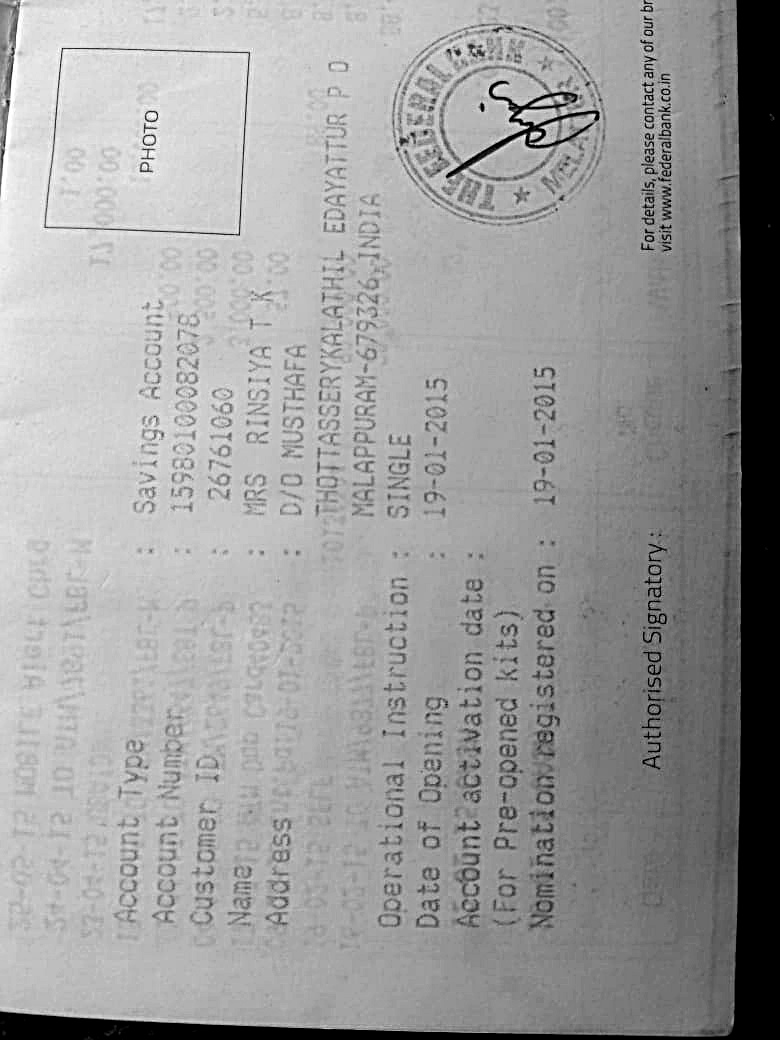 PHOTO
Account Type : Savings Account
Account Number : 15980100082078
Customer ID : 26761060
Name : MRS RINSIYA T K
Address : D/O MUSTHAFA
THOTTASSERYKALATHIL EDAYATTUR P O
MALAPPURAM-679326, INDIA
Operational Instruction : SINGLE
Date of Opening : 19-01-2015
Account activation date :
(For Pre-opened kits)
Nomination registered on : 19-01-2015
THE FEDERAL BANK
Authorised Signatory :
For details, please contact any of our br
visit www.federalbank.co.in